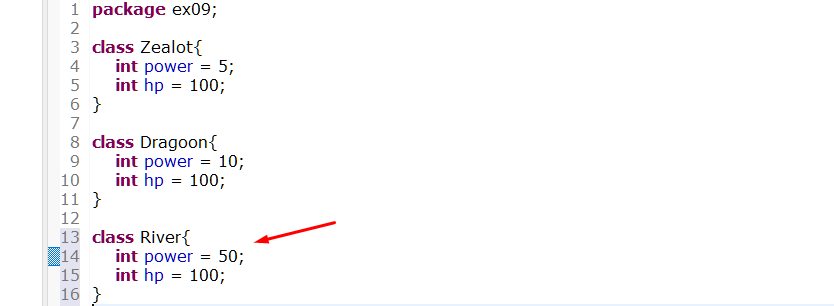 1 package ex09;
2
3 class Zealot{
4 int power = 5;
5 int hp = 100;
6 }
7
8 class Dragoon{
9 int power = 10;
10 int hp = 100;
11 }
12
13 class River{
14 int power = 50;
15 int hp = 100;
16 }